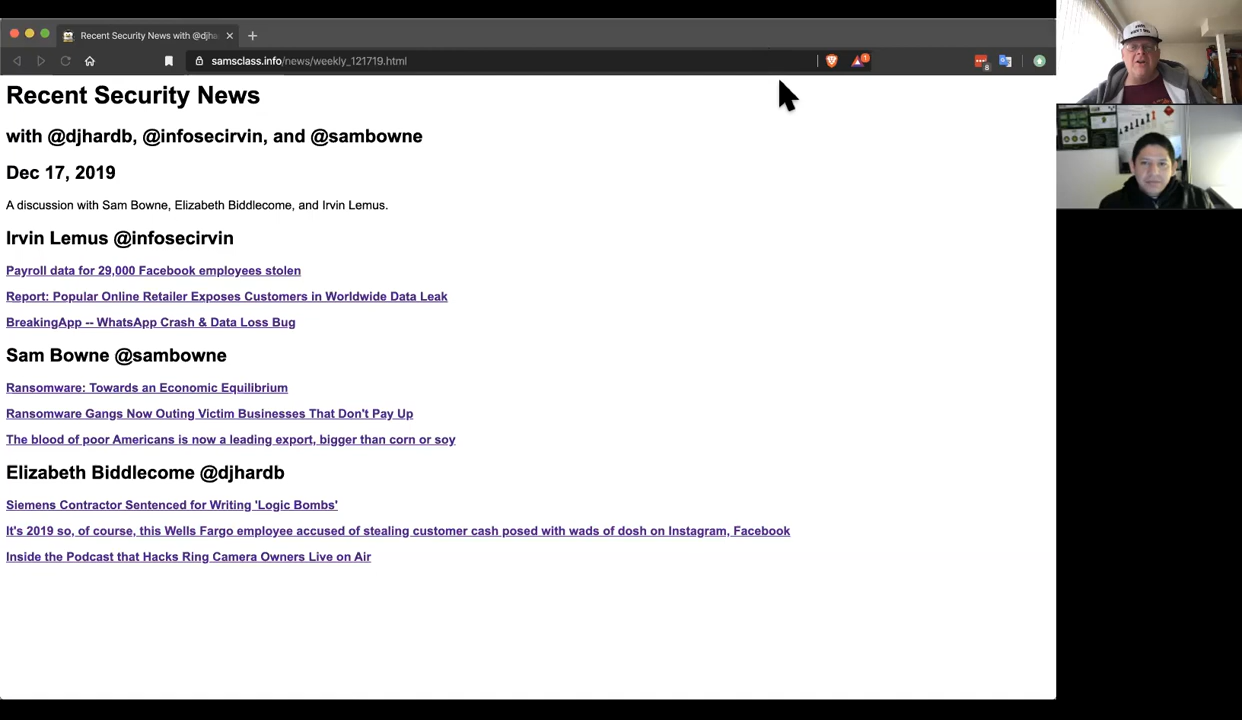 Recent Security News with @djha
samsclass.info/news/weekly_121719.html
1
8
Recent Security News
with @djhardb, @infosecirvin, and @sambowne
Dec 17, 2019
A discussion with Sam Bowne, Elizabeth Biddlecome, and Irvin Lemus.
Irvin Lemus @infosecirvin
Payroll data for 29,000 Facebook employees stolen
Report: Popular Online Retailer Exposes Customers in Worldwide Data Leak
BreakingApp -- WhatsApp Crash & Data Loss Bug
Sam Bowne @sambowne
Ransomware: Towards an Economic Equilibrium
Ransomware Gangs Now Outing Victim Businesses That Don't Pay Up
The blood of poor Americans is now a leading export, bigger than corn or soy
Elizabeth Biddlecome @djhardb
Siemens Contractor Sentenced for Writing 'Logic Bombs'
It's 2019 so, of course, this Wells Fargo employee accused of stealing customer cash posed with wads of dosh on Instagram, Facebook
Inside the Podcast that Hacks Ring Camera Owners Live on Air